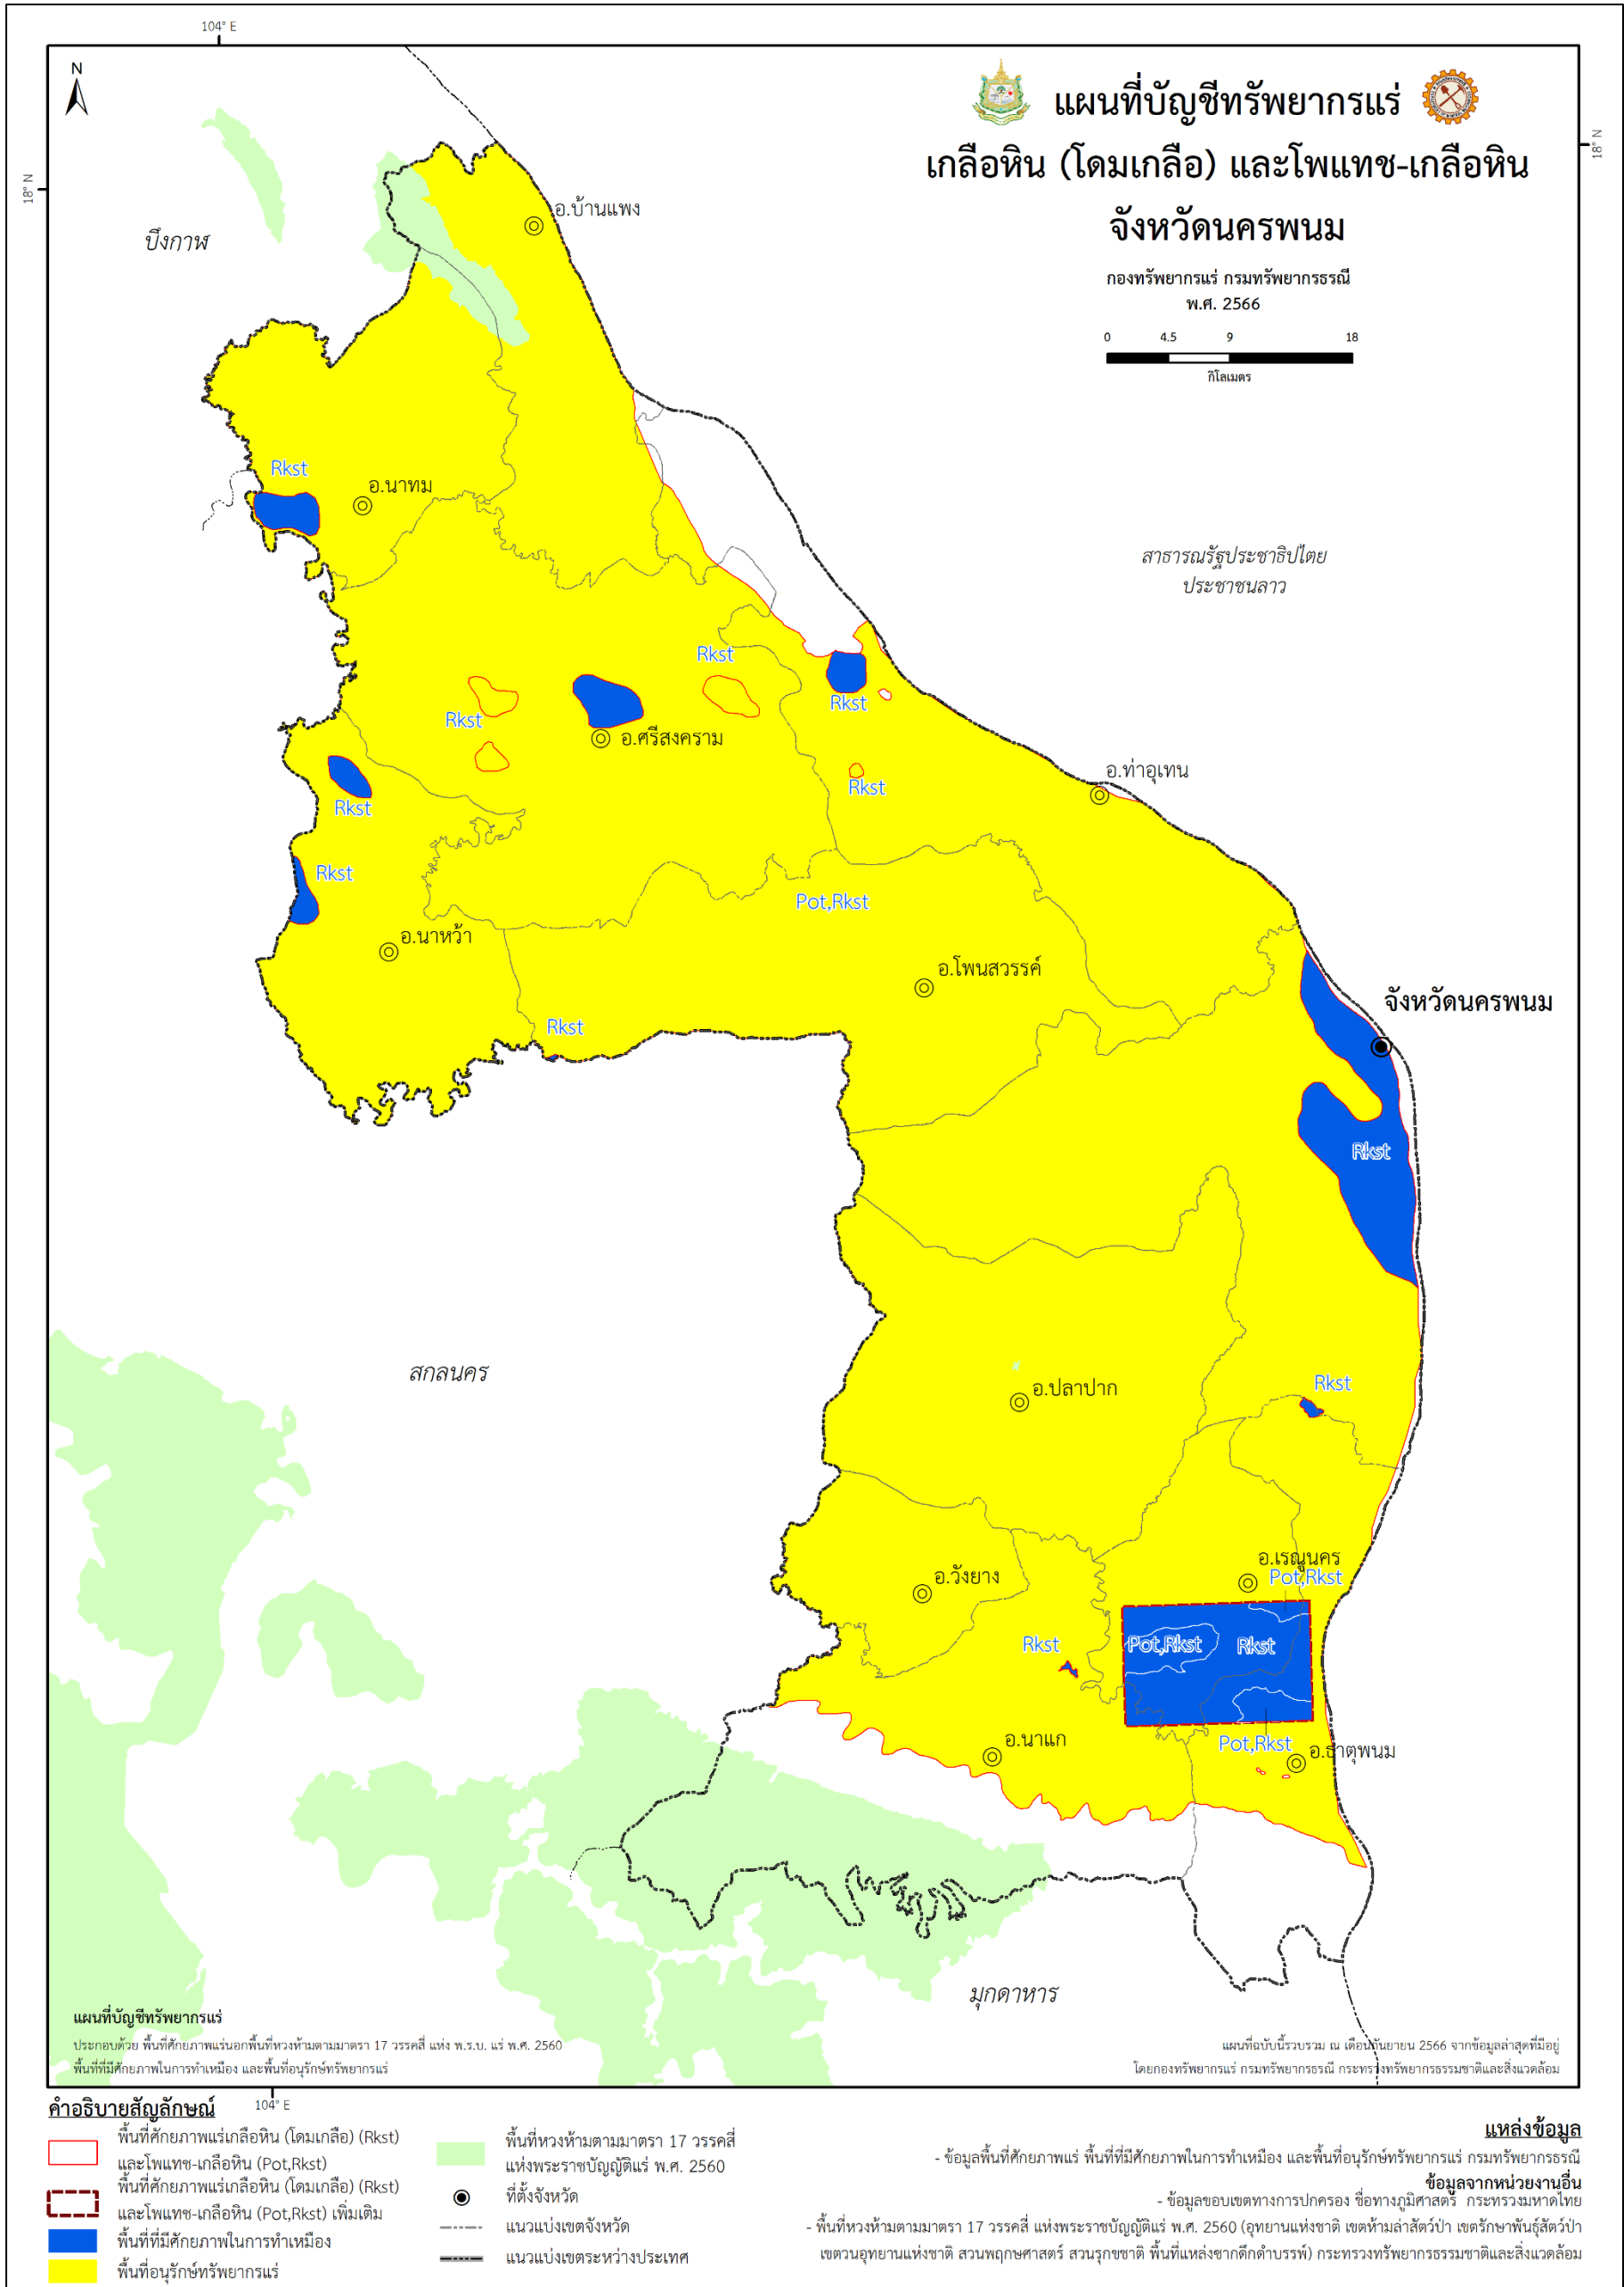 104° E
N
18° N
18° N
แผนที่บัญชีทรัพยากรแร่
เกลือหิน (โดมเกลือ) และโพแทช-เกลือหิน
จังหวัดนครพนม
กองทรัพยากรแร่ กรมทรัพยากรธรณี
พ.ศ. 2566
0 4.5 9 18
กิโลเมตร
บึงกาฬ
อ.บ้านแพง
Rkst
อ.นาทม
สาธารณรัฐประชาธิปไตย
ประชาชนลาว
Rkst
Rkst
Rkst
อ.ศรีสงคราม
อ.ท่าอุเทน
Rkst
Rkst
Rkst
Pot,Rkst
อ.นาหว้า
อ.โพนสวรรค์
จังหวัดนครพนม
Rkst
Rkst
สกลนคร
Rkst
อ.ปลาปาก
อ.เรณูนคร
Pot,Rkst
อ.วังยาง
Rkst
Pot,Rkst
Rkst
อ.นาแก
Pot,Rkst
อ.ธาตุพนม
มุกดาหาร
แผนที่บัญชีทรัพยากรแร่
ประกอบด้วย พื้นที่ศักยภาพแร่นอกพื้นที่หวงห้ามตามมาตรา 17 วรรคสี่ แห่ง พ.ร.บ. แร่ พ.ศ. 2560
พื้นที่ที่มีศักยภาพในการทำเหมือง และพื้นที่อนุรักษ์ทรัพยากรแร่
แผนที่ฉบับนี้รวบรวม ณ เดือนกันยายน 2566 จากข้อมูลล่าสุดที่มีอยู่
โดยกองทรัพยากรแร่ กรมทรัพยากรธรณี กระทรวงทรัพยากรธรรมชาติและสิ่งแวดล้อม
104° E
คำอธิบายสัญลักษณ์
พื้นที่ศักยภาพแร่เกลือหิน (โดมเกลือ) (Rkst)
และโพแทช-เกลือหิน (Pot,Rkst)
พื้นที่ศักยภาพแร่เกลือหิน (โดมเกลือ) (Rkst)
และโพแทช-เกลือหิน (Pot,Rkst) เพิ่มเติม
พื้นที่ที่มีศักยภาพในการทำเหมือง
พื้นที่อนุรักษ์ทรัพยากรแร่
พื้นที่หวงห้ามตามมาตรา 17 วรรคสี่
แห่งพระราชบัญญัติแร่ พ.ศ. 2560
ที่ตั้งจังหวัด
แนวแบ่งเขตจังหวัด
แนวแบ่งเขตระหว่างประเทศ
แหล่งข้อมูล
- ข้อมูลพื้นที่ศักยภาพแร่ พื้นที่ที่มีศักยภาพในการทำเหมือง และพื้นที่อนุรักษ์ทรัพยากรแร่ กรมทรัพยากรธรณี
ข้อมูลจากหน่วยงานอื่น
- ข้อมูลขอบเขตทางการปกครอง ชื่อทางภูมิศาสตร์ กระทรวงมหาดไทย
- พื้นที่หวงห้ามตามมาตรา 17 วรรคสี่ แห่งพระราชบัญญัติแร่ พ.ศ. 2560 (อุทยานแห่งชาติ เขตห้ามล่าสัตว์ป่า เขตรักษาพันธุ์สัตว์ป่า
เขตวนอุทยานแห่งชาติ สวนพฤกษศาสตร์ สวนรุกขชาติ พื้นที่แหล่งซากดึกดำบรรพ์) กระทรวงทรัพยากรธรรมชาติและสิ่งแวดล้อม